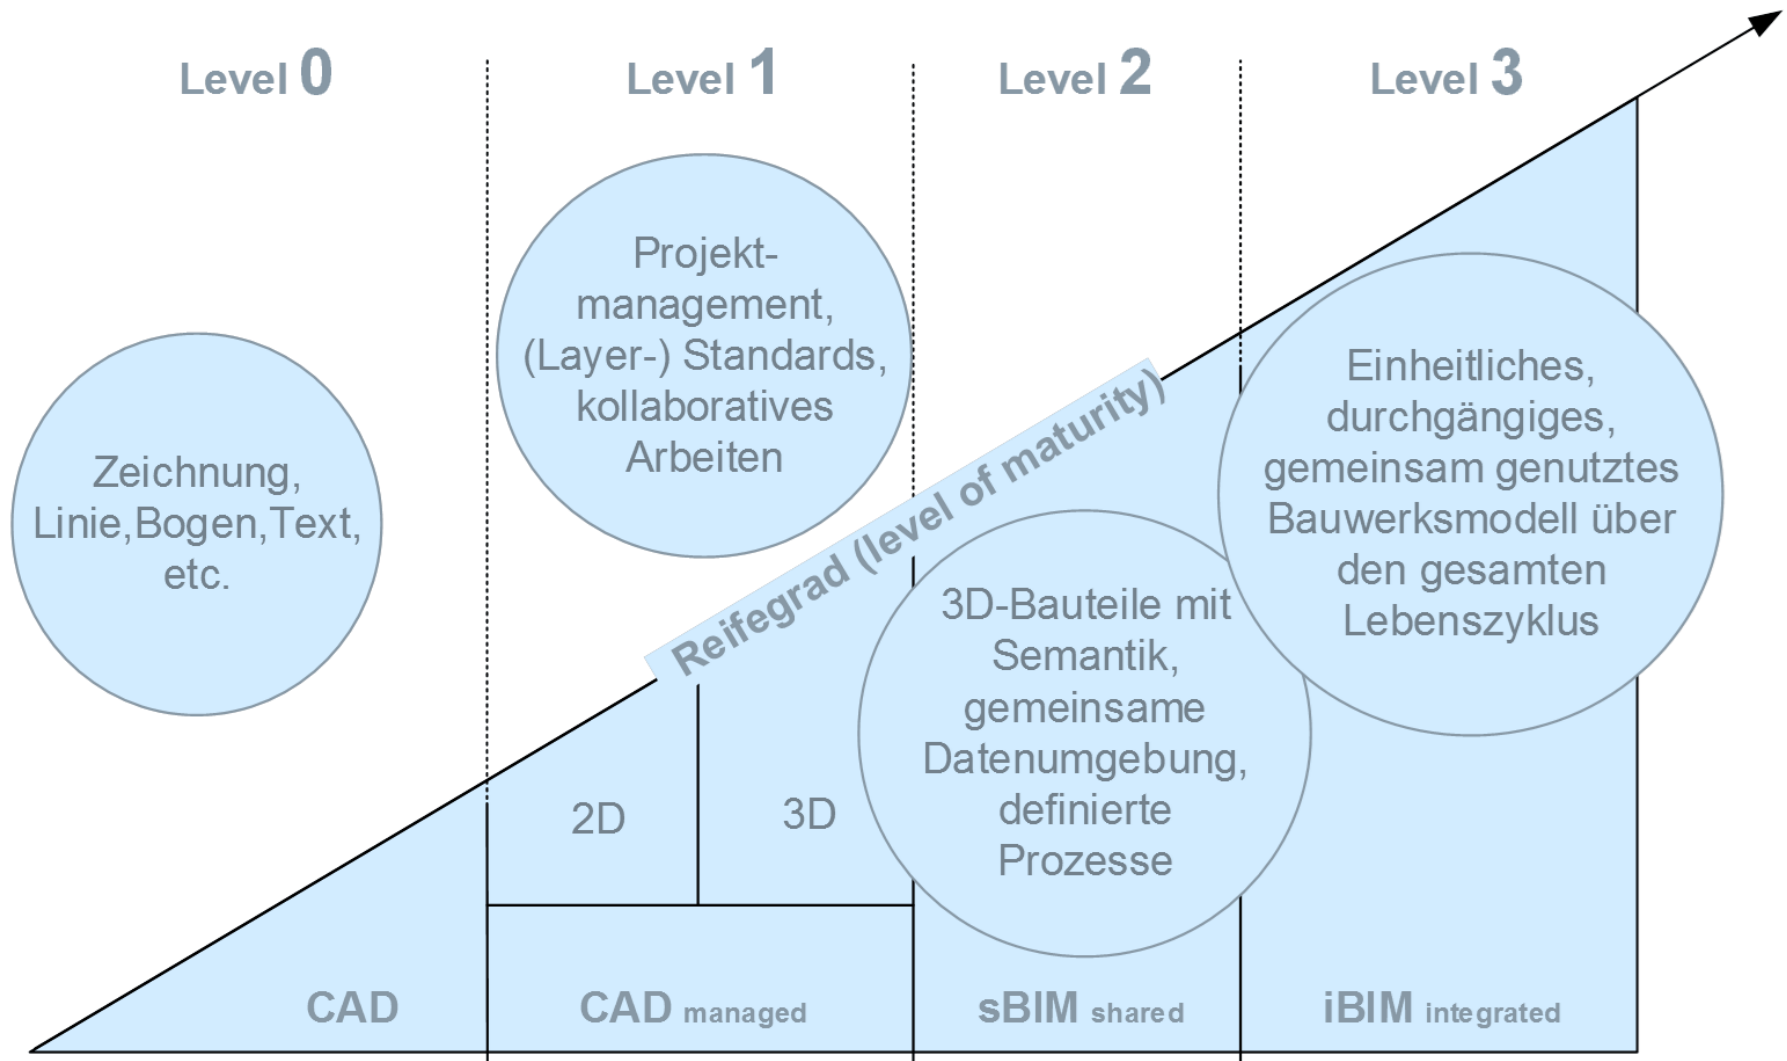 Level 0
Level 1
Level 2
Level 3
Zeichnung,
Linie,Bogen,Text,
etc.
Projekt-
management,
(Layer-) Standards,
kollaboratives
Arbeiten
Reifegrad (level of maturity)
3D-Bauteile mit
Semantik,
gemeinsame
Datenumgebung,
definierte
Prozesse
Einheitliches,
durchgängiges,
gemeinsam genutztes
Bauwerksmodell über
den gesamten
Lebenszyklus
2D
3D
CAD
CAD managed
sBIM shared
iBIM integrated